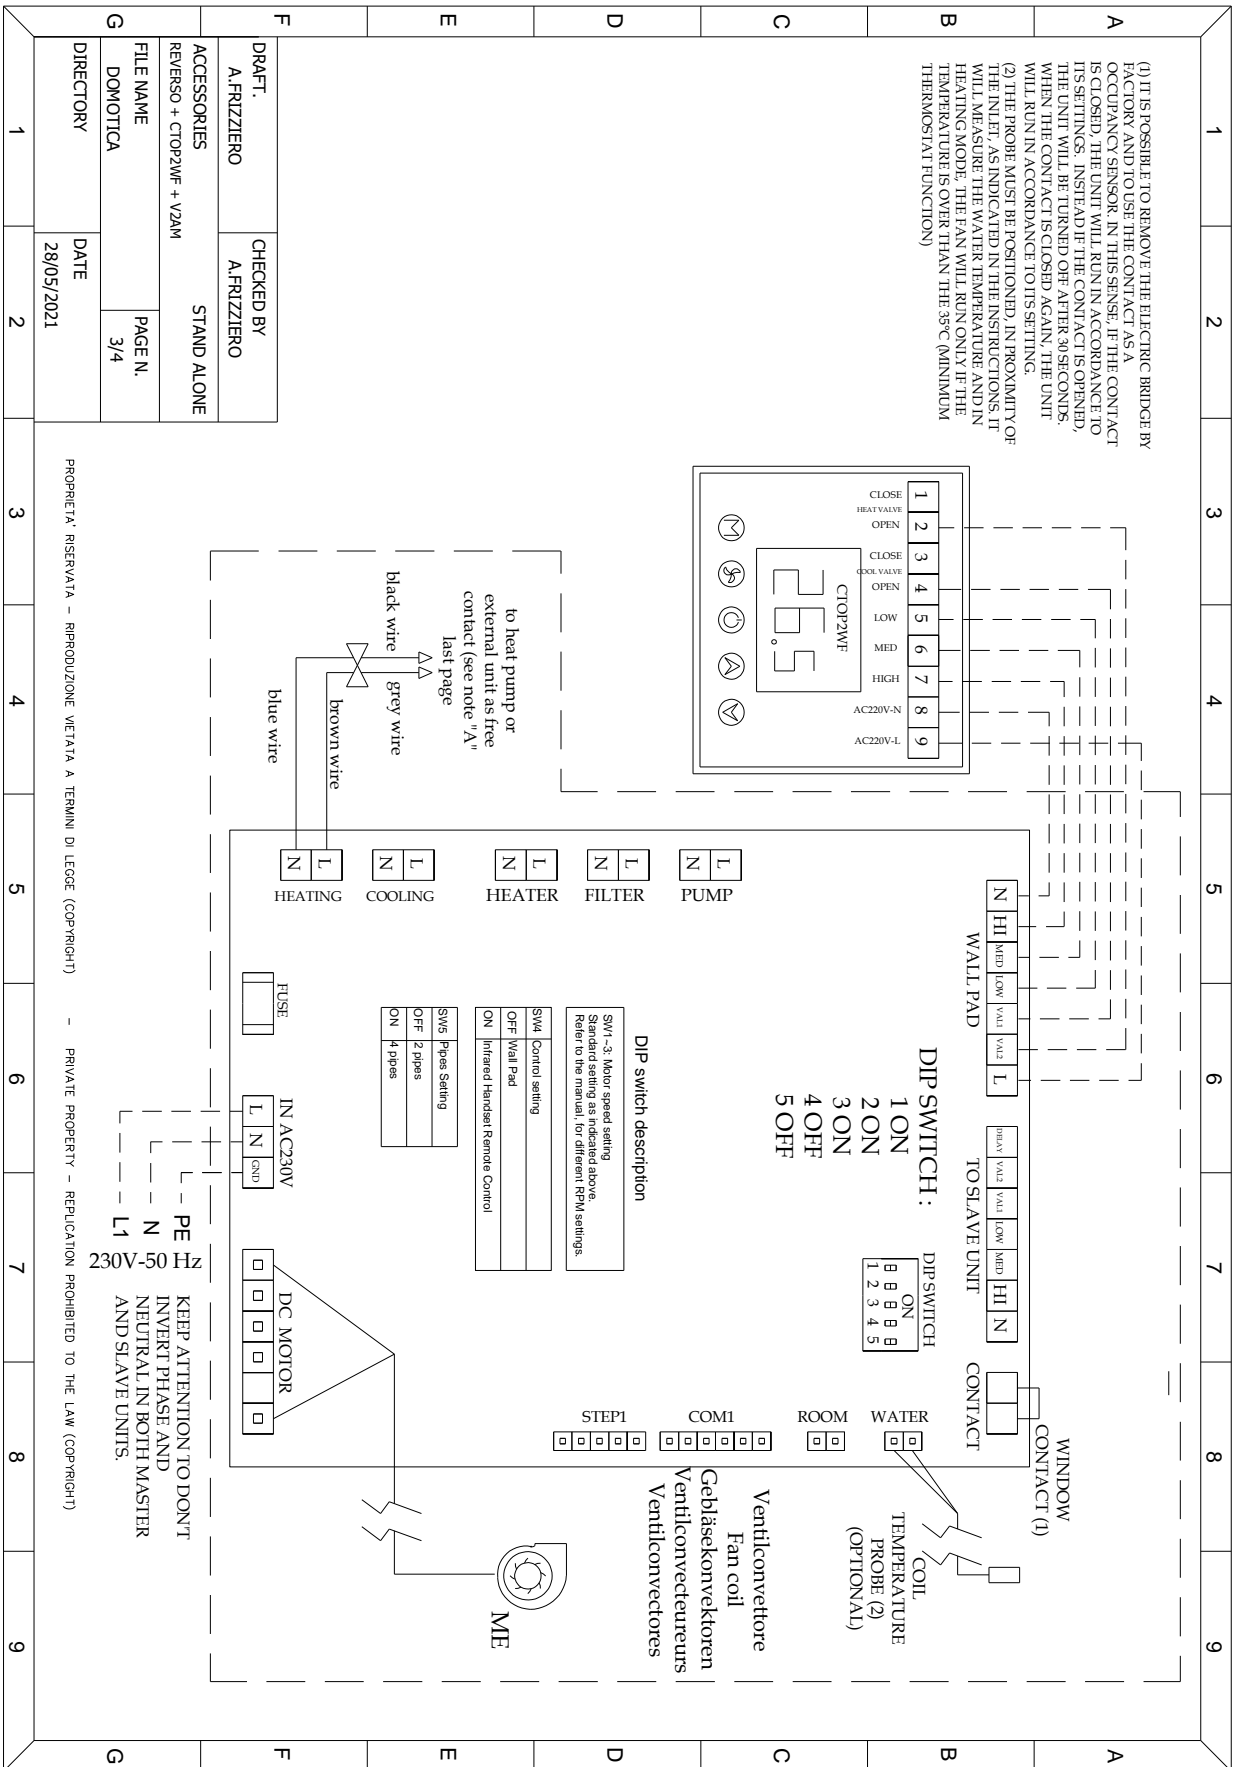 1
2
3
4
5
6
7
8
9
A
B
C
D
E
F
G
(1) IT IS POSSIBLE TO REMOVE THE ELECTRIC BRIDGE BY
FACTORY AND TO USE THE CONTACT AS A
OCCUPANCY SENSOR. IN THIS SENSE, IF THE CONTACT
IS CLOSED, THE UNIT WILL RUN IN ACCORDANCE TO
ITS SETTINGS. INSTEAD IF THE CONTACT IS OPENED,
THE UNIT WILL BE TURNED OFF AFTER 30 SECONDS.
WHEN THE CONTACT IS CLOSED AGAIN, THE UNIT
WILL RUN IN ACCORDANCE TO ITS SETTING.
(2) THE PROBE MUST BE POSITIONED, IN PROXIMITY OF
THE INLET, AS INDICATED IN THE INSTRUCTIONS. IT
WILL MEASURE THE WATER TEMPERATURE AND IN
HEATING MODE, THE FAN WILL RUN ONLY IF THE
TEMPERATURE IS OVER THAN THE 35°C (MINIMUM
THERMOSTAT FUNCTION)
CLOSE
HEAT VALVE
OPEN
CLOSE
COOL VALVE
OPEN
LOW
MED
HIGH
AC220V-N
AC220V-L
1 2 3 4 5 6 7 8 9
CTOP2WF
26.5
M
N HI MED LOW VAL1 VAL2 L
WALL PAD
DELAY VAL2 VAL1 LOW MED HI N
TO SLAVE UNIT
CONTACT
WINDOW
CONTACT (1)
DIP SWITCH :
1 ON
2 ON
3 ON
4 OFF
5 OFF
DIP SWITCH
ON
1 2 3 4 5
WATER
ROOM
COM1
STEP1
COIL
TEMPERATURE
PROBE (2)
(OPTIONAL)
Ventilconvettore
Fan coil
Gebläsekonvektoren
Ventilconvecteureurs
Ventilconvectores
ME
DIP switch description
SW1~3: Motor speed setting
Standard setting as indicated above.
Refer to the manual, for different RPM settings.
SW4 Control setting
OFF Wall Pad
ON Infrared Handset Remote Control
SW5 Pipes Setting
OFF 2 pipes
ON 4 pipes
N L
PUMP
N L
FILTER
N L
HEATER
N L
COOLING
N L
HEATING
to heat pump or
external unit as free
contact (see note "A"
last page
black wire
grey wire
brown wire
blue wire
FUSE
IN AC230V
L N GND
DC MOTOR
PE
N
L1
230V-50 Hz
KEEP ATTENTION TO DON'T
INVERT PHASE AND
NEUTRAL IN BOTH MASTER
AND SLAVE UNITS.
DRAFT.
A.FRIZZIERO
CHECKED BY
A.FRIZZIERO
ACCESSORIES
STAND ALONE
REVERSO + CTOP2WF + V2AM
FILE NAME
DOMOTICA
PAGE N.
3/4
DIRECTORY
DATE
28/05/2021
PROPRIETA' RISERVATA – RIPRODUZIONE VIETATA A TERMINI DI LEGGE (COPYRIGHT) – PRIVATE PROPERTY – REPLICATION PROHIBITED TO THE LAW (COPYRIGHT)
1
2
3
4
5
6
7
8
9
A
B
C
D
E
F
G